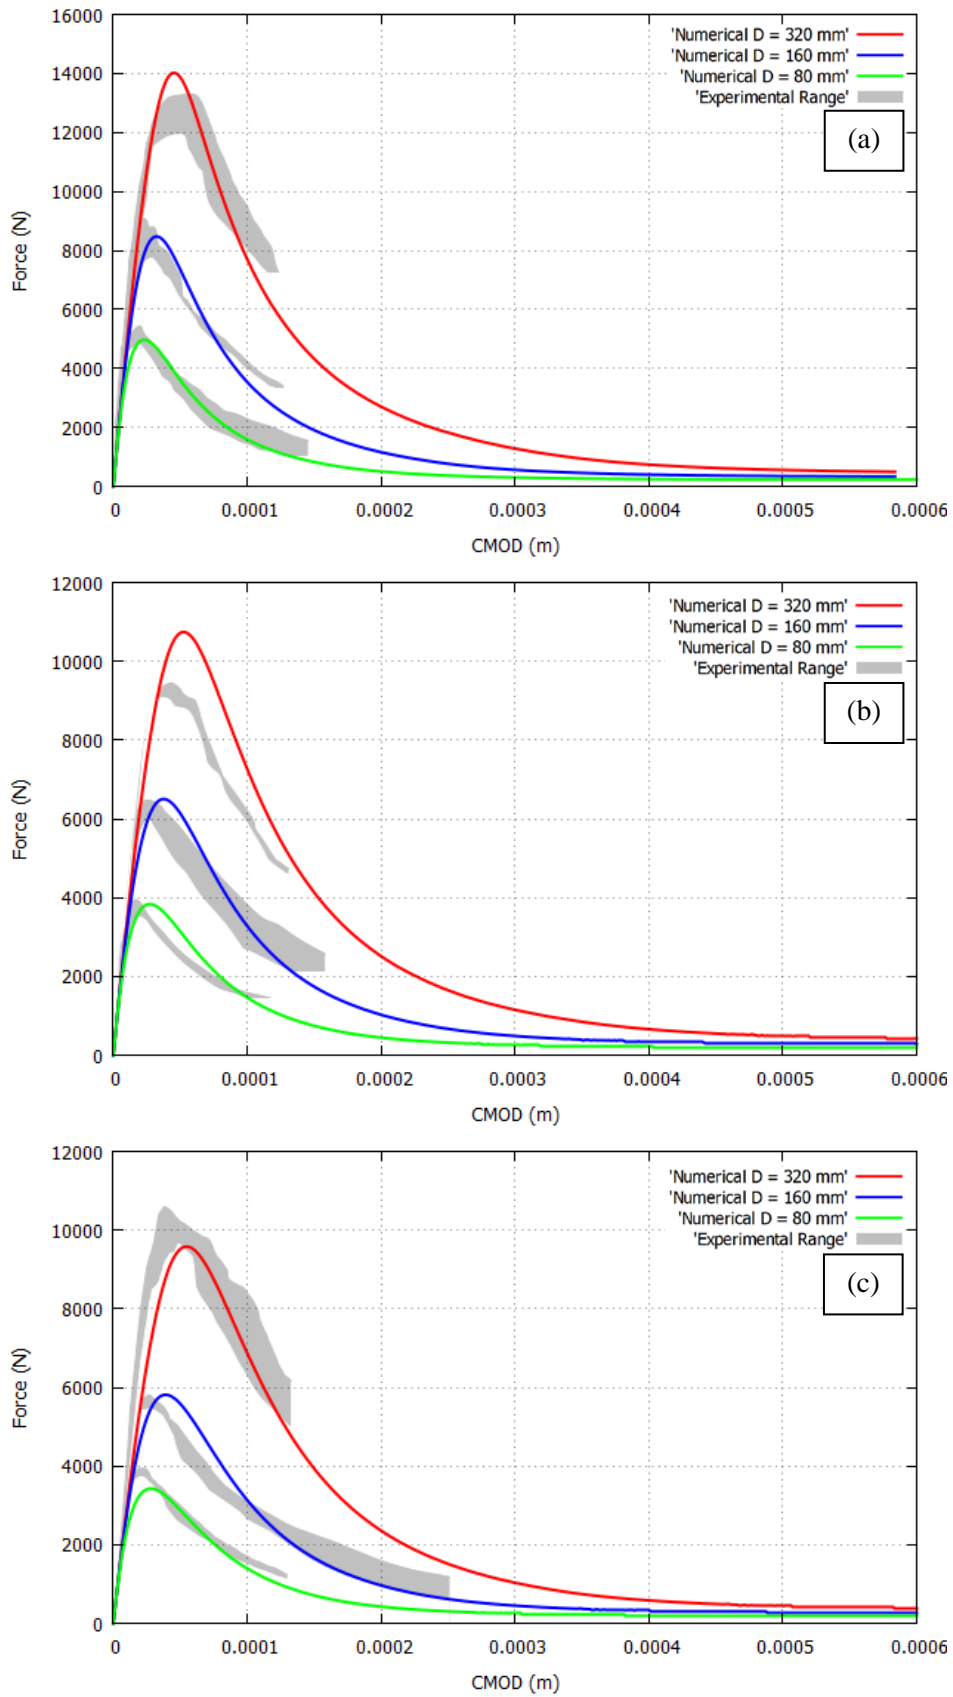 16000
14000
12000
10000
8000
6000
4000
2000
0
Force (N)
'Numerical D = 320 mm'
'Numerical D = 160 mm'
'Numerical D = 80 mm'
'Experimental Range'
(a)
0 0.0001 0.0002 0.0003 0.0004 0.0005 0.0006
CMOD (m)
12000
10000
8000
6000
4000
2000
0
Force (N)
'Numerical D = 320 mm'
'Numerical D = 160 mm'
'Numerical D = 80 mm'
'Experimental Range'
(b)
0 0.0001 0.0002 0.0003 0.0004 0.0005 0.0006
CMOD (m)
12000
10000
8000
6000
4000
2000
0
Force (N)
'Numerical D = 320 mm'
'Numerical D = 160 mm'
'Numerical D = 80 mm'
'Experimental Range'
(c)
0 0.0001 0.0002 0.0003 0.0004 0.0005 0.0006
CMOD (m)